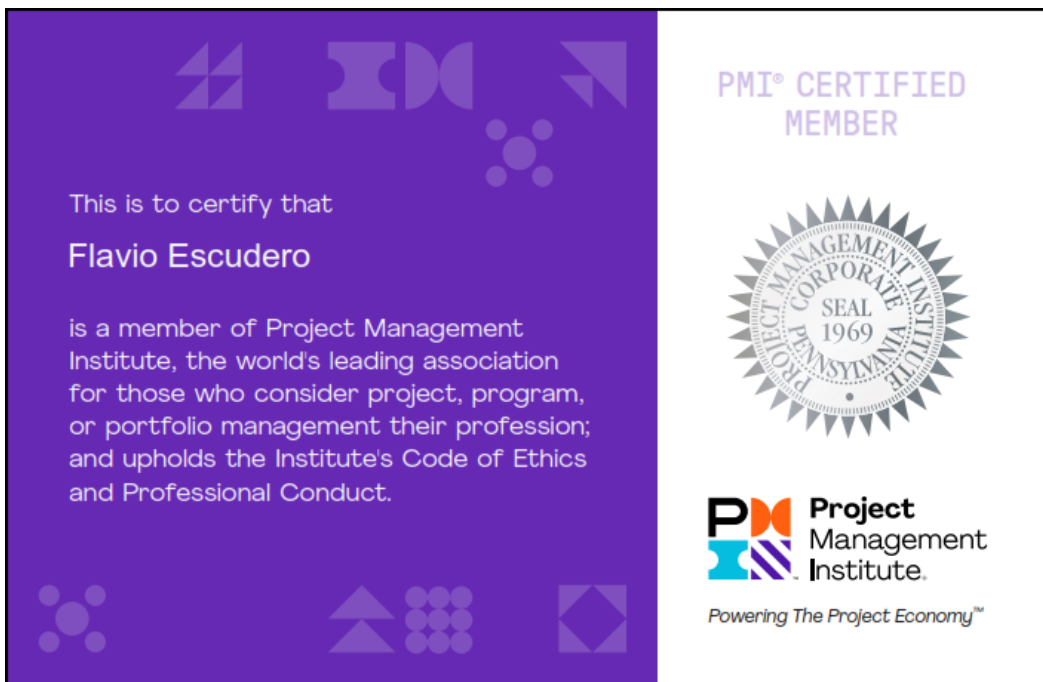 This is to certify that
Flavio Escudero
is a member of Project Management
Institute, the world's leading association
for those who consider project, program,
or portfolio management their profession;
and upholds the Institute's Code of Ethics
and Professional Conduct.
PMI® CERTIFIED
MEMBER
PROJECT MANAGEMENT INSTITUTE
CORPORATE
SEAL
1969
PENNSYLVANIA
Project
Management
Institute.
Powering The Project Economy™